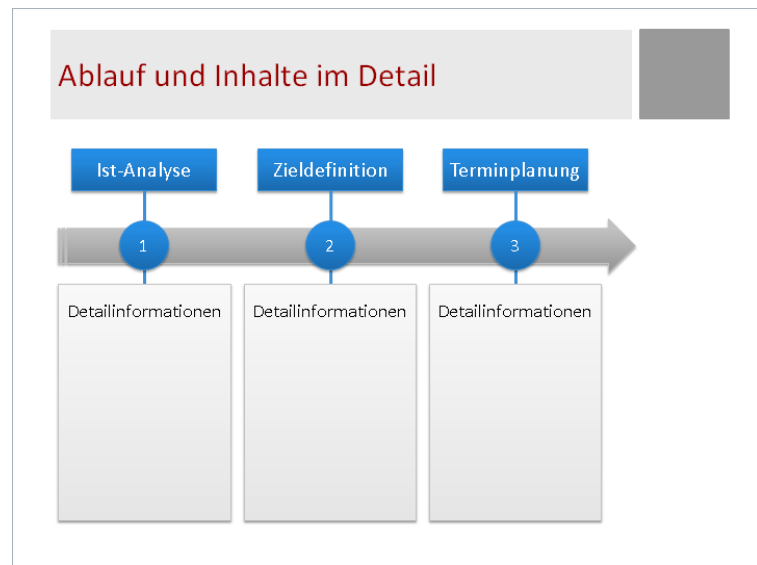 Ablauf und Inhalte im Detail
Ist-Analyse
Zieldefinition
Terminplanung
1
2
3
Detailinformationen
Detailinformationen
Detailinformationen